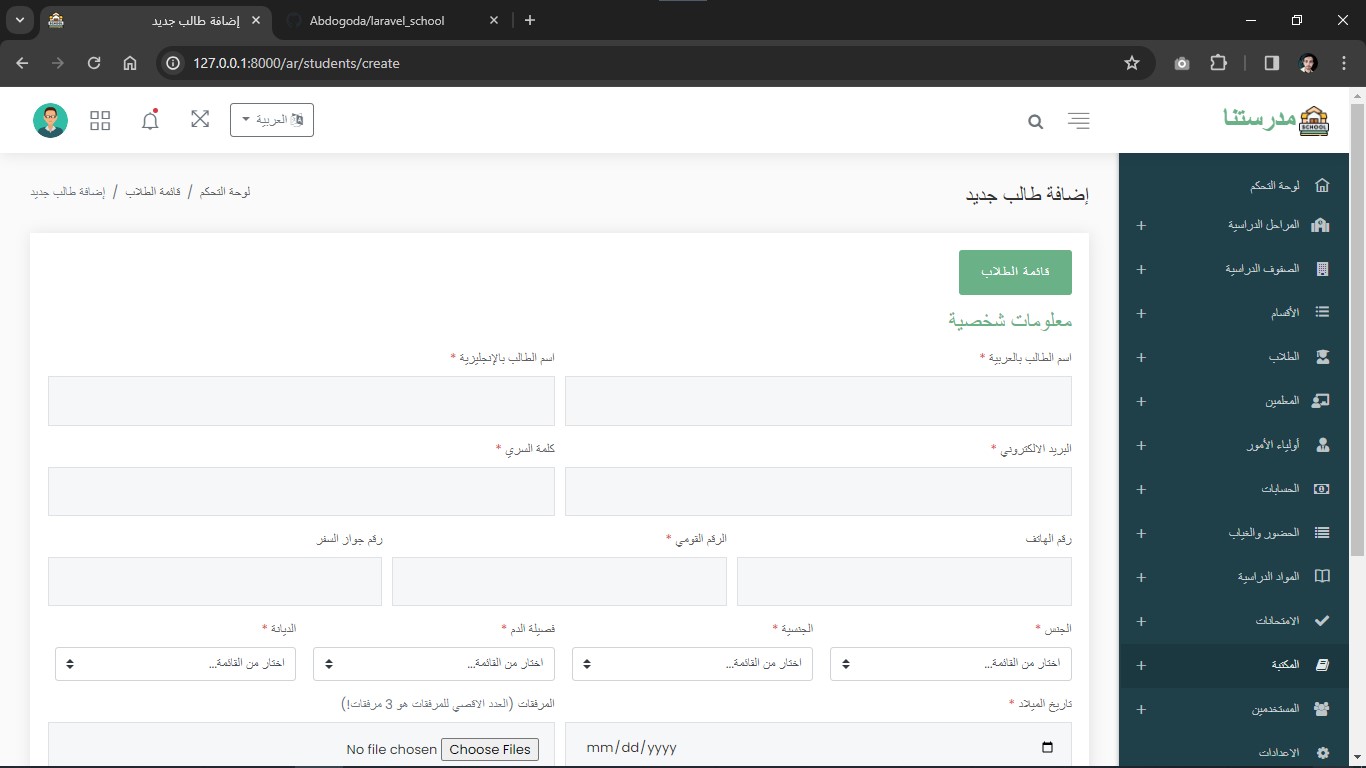 إضافة طالب جديد
Abdogoda/laravel_school
127.0.0.1:8000/ar/students/create
مدرستنا
SCHOOL
العربية
لوحة التحكم
المراحل الدراسية
الصفوف الدراسية
الأقسام
الطلاب
المعلمين
أولياء الأمور
الحسابات
الحضور والغياب
المواد الدراسية
الامتحانات
المكتبة
المستخدمين
الاعدادات
إضافة طالب جديد
لوحة التحكم / قائمة الطلاب / إضافة طالب جديد
قائمة الطلاب
معلومات شخصية
اسم الطالب بالعربية * اسم الطالب بالإنجليزية *
البريد الالكتروني * كلمة السري *
رقم الهاتف الرقم القومي * رقم جواز السفر
الجنس * الجنسية * فصيلة الدم * الديانة *
اختار من القائمة... اختار من القائمة... اختار من القائمة... اختار من القائمة...
تاريخ الميلاد * المرفقات (العدد الاقصي للمرفقات هو 3 مرفقات!)
mm/dd/yyyy
Choose Files No file chosen